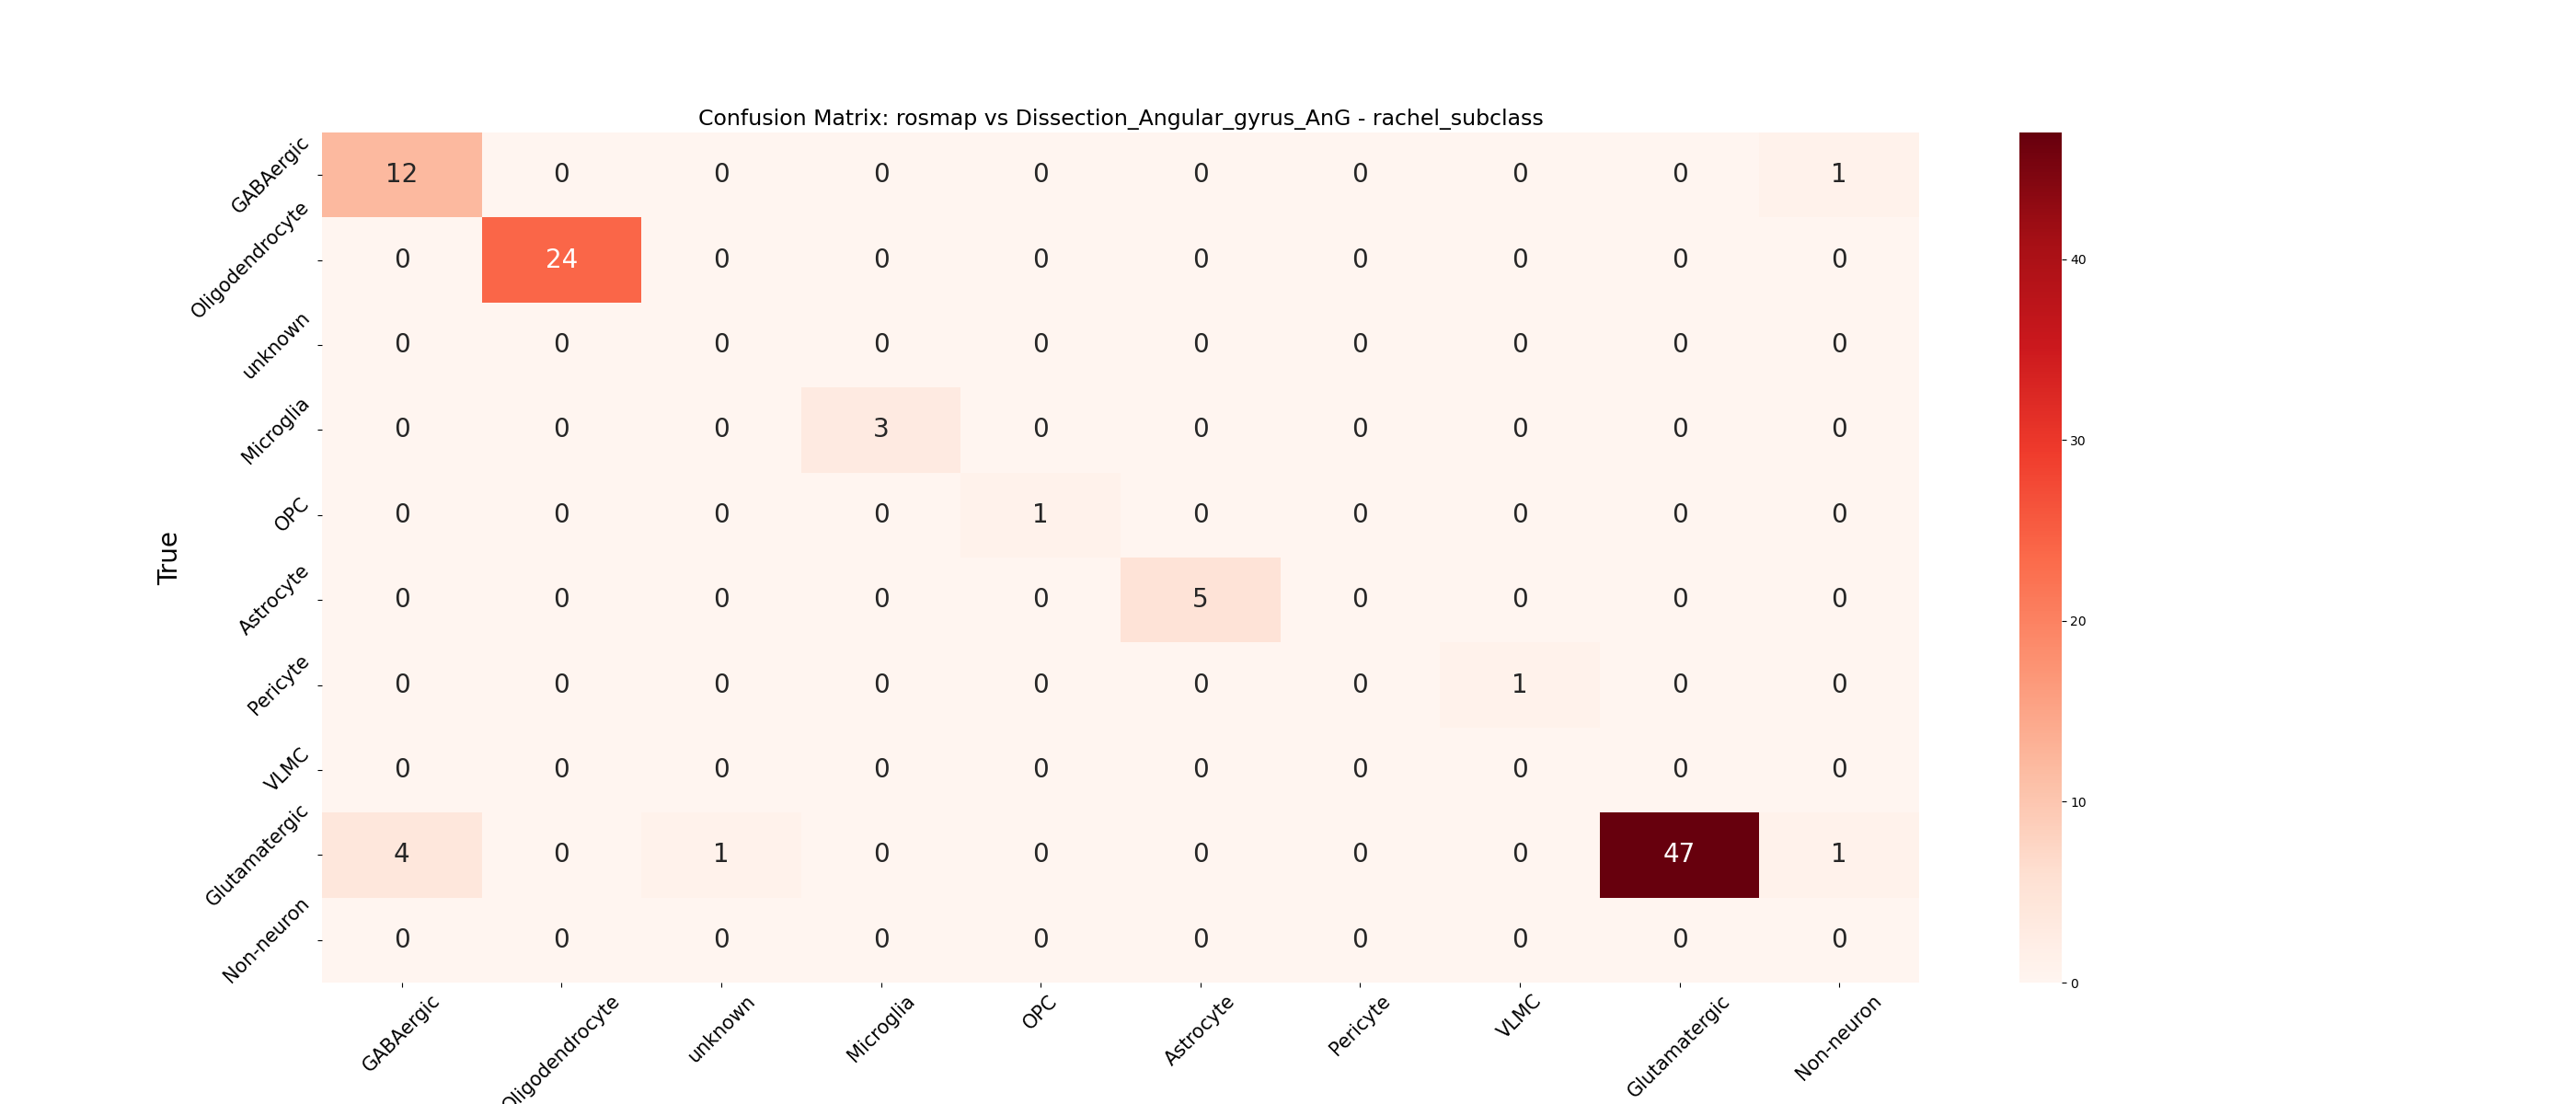 Confusion Matrix: rosmap vs Dissection_Angular_gyrus_AnG - rachel_subclass
True
GABAergic 12 0 0 0 0 0 0 0 0 1
Oligodendrocyte 0 24 0 0 0 0 0 0 0 0
unknown 0 0 0 0 0 0 0 0 0 0
Microglia 0 0 0 3 0 0 0 0 0 0
OPC 0 0 0 0 1 0 0 0 0 0
Astrocyte 0 0 0 0 0 5 0 0 0 0
Pericyte 0 0 0 0 0 0 0 1 0 0
VLMC 0 0 0 0 0 0 0 0 0 0
Glutamatergic 4 0 1 0 0 0 0 0 47 1
Non-neuron 0 0 0 0 0 0 0 0 0 0
GABAergic Oligodendrocyte unknown Microglia OPC Astrocyte Pericyte VLMC Glutamatergic Non-neuron
40
30
20
10
0